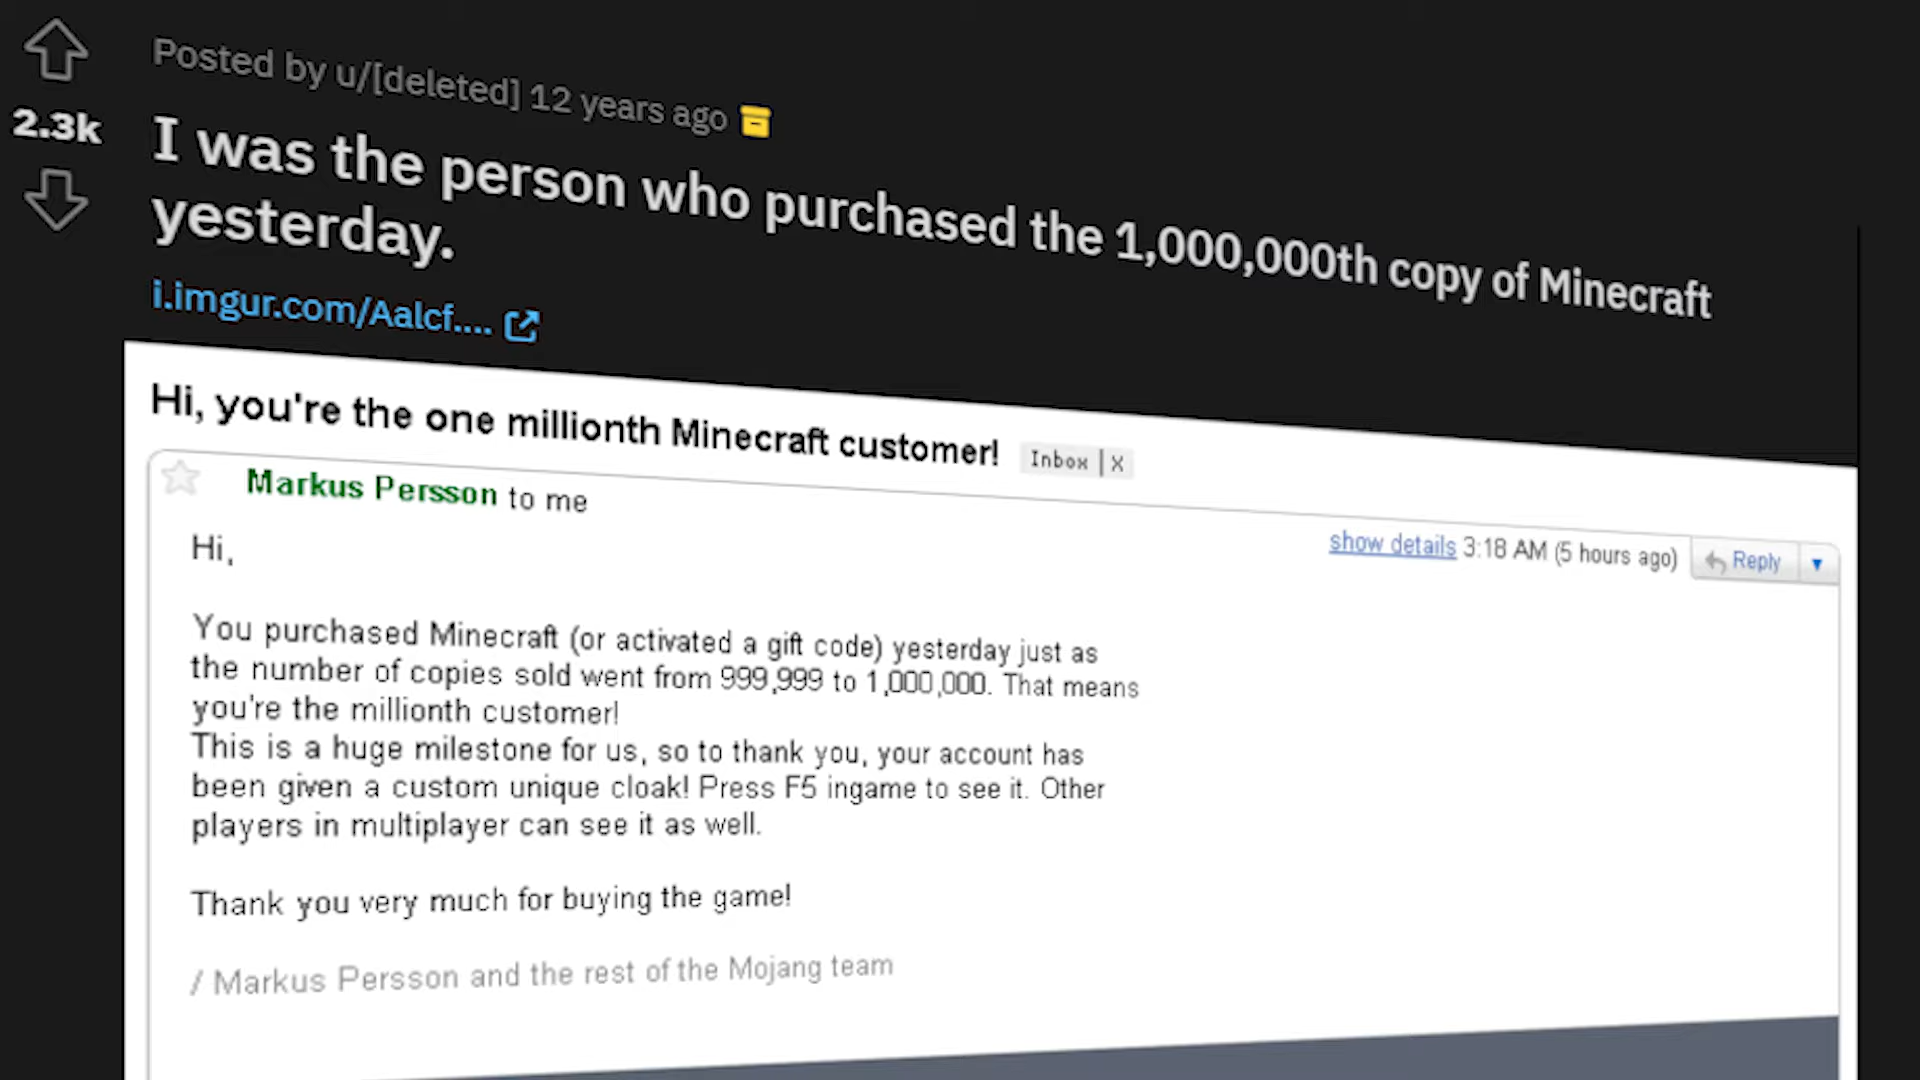 Posted by u/[deleted] 12 years ago
2.3k
I was the person who purchased the 1,000,000th copy of Minecraft
yesterday.
i.imgur.com/Aalcf....
Hi, you're the one millionth Minecraft customer! Inbox | X
Markus Persson to me
show details 3:18 AM (5 hours ago) Reply
Hi,
You purchased Minecraft (or activated a gift code) yesterday just as
the number of copies sold went from 999,999 to 1,000,000. That means
you're the millionth customer!
This is a huge milestone for us, so to thank you, your account has
been given a custom unique cloak! Press F5 ingame to see it. Other
players in multiplayer can see it as well.
Thank you very much for buying the game!
/ Markus Persson and the rest of the Mojang team